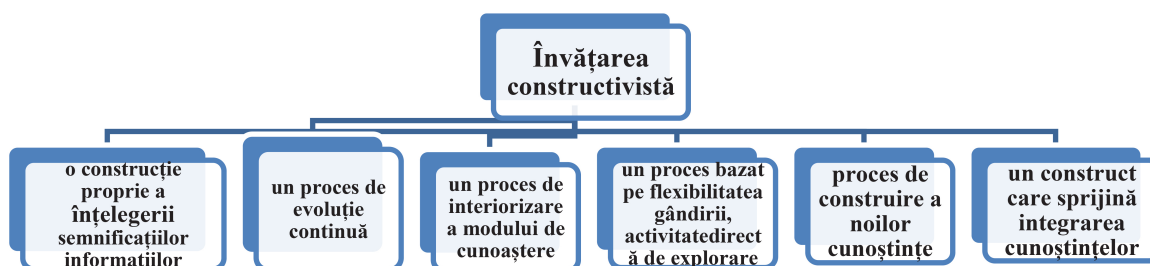 Învățarea
constructivistă
o construcție
proprie a
înțelegerii
semnificațiilor
informațiilor
un proces de
evoluție
continuă
un proces de
interiorizare
a modului de
cunoaștere
un proces bazat
pe flexibilitatea
gândirii,
activitatedirect
ă de explorare
proces de
construire a
noilor
cunoștințe
un construct
care sprijină
integrarea
cunoștințelor